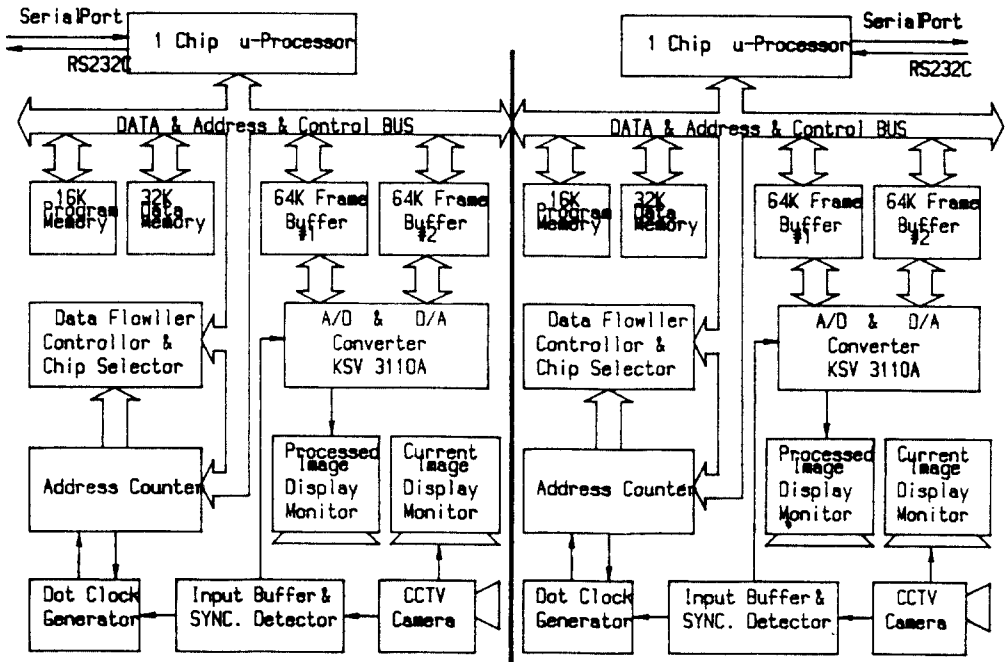 SerialPort
RS232C
1 Chip u-Processor
DATA & Address & Control BUS
16K
Program
Memory
32K
Data
Memory
64K Frame
Buffer
#1
64K Frame
Buffer
#2
Data Flowller
Controllor &
Chip Selector
A/D & D/A
Converter
KSV 3110A
Address Counter
Processed
Image
Display
Monitor
Current
Image
Display
Monitor
Dot Clock
Generator
Input Buffer &
SYNC. Detector
CCTV
Camera
1 Chip u-Processor
SerialPort
RS232C
DATA & Address & Control BUS
16K
Program
Memory
32K
Data
Memory
64K Frame
Buffer
#1
64K Frame
Buffer
#2
Data Flowller
Controllor &
Chip Selector
A/D & D/A
Converter
KSV 3110A
Address Counter
Processed
Image
Display
Monitor
Current
Image
Display
Monitor
Dot Clock
Generator
Input Buffer &
SYNC. Detector
CCTV
Camera